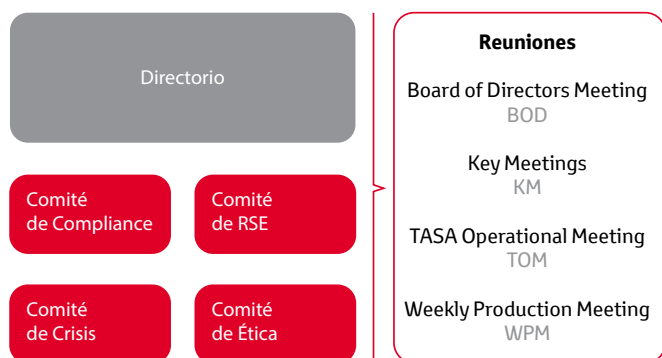 Directorio
Comité
de Compliance
Comité
de RSE
Comité
de Crisis
Comité
de Ética
Reuniones
Board of Directors Meeting
BOD
Key Meetings
KM
TASA Operational Meeting
TOM
Weekly Production Meeting
WPM